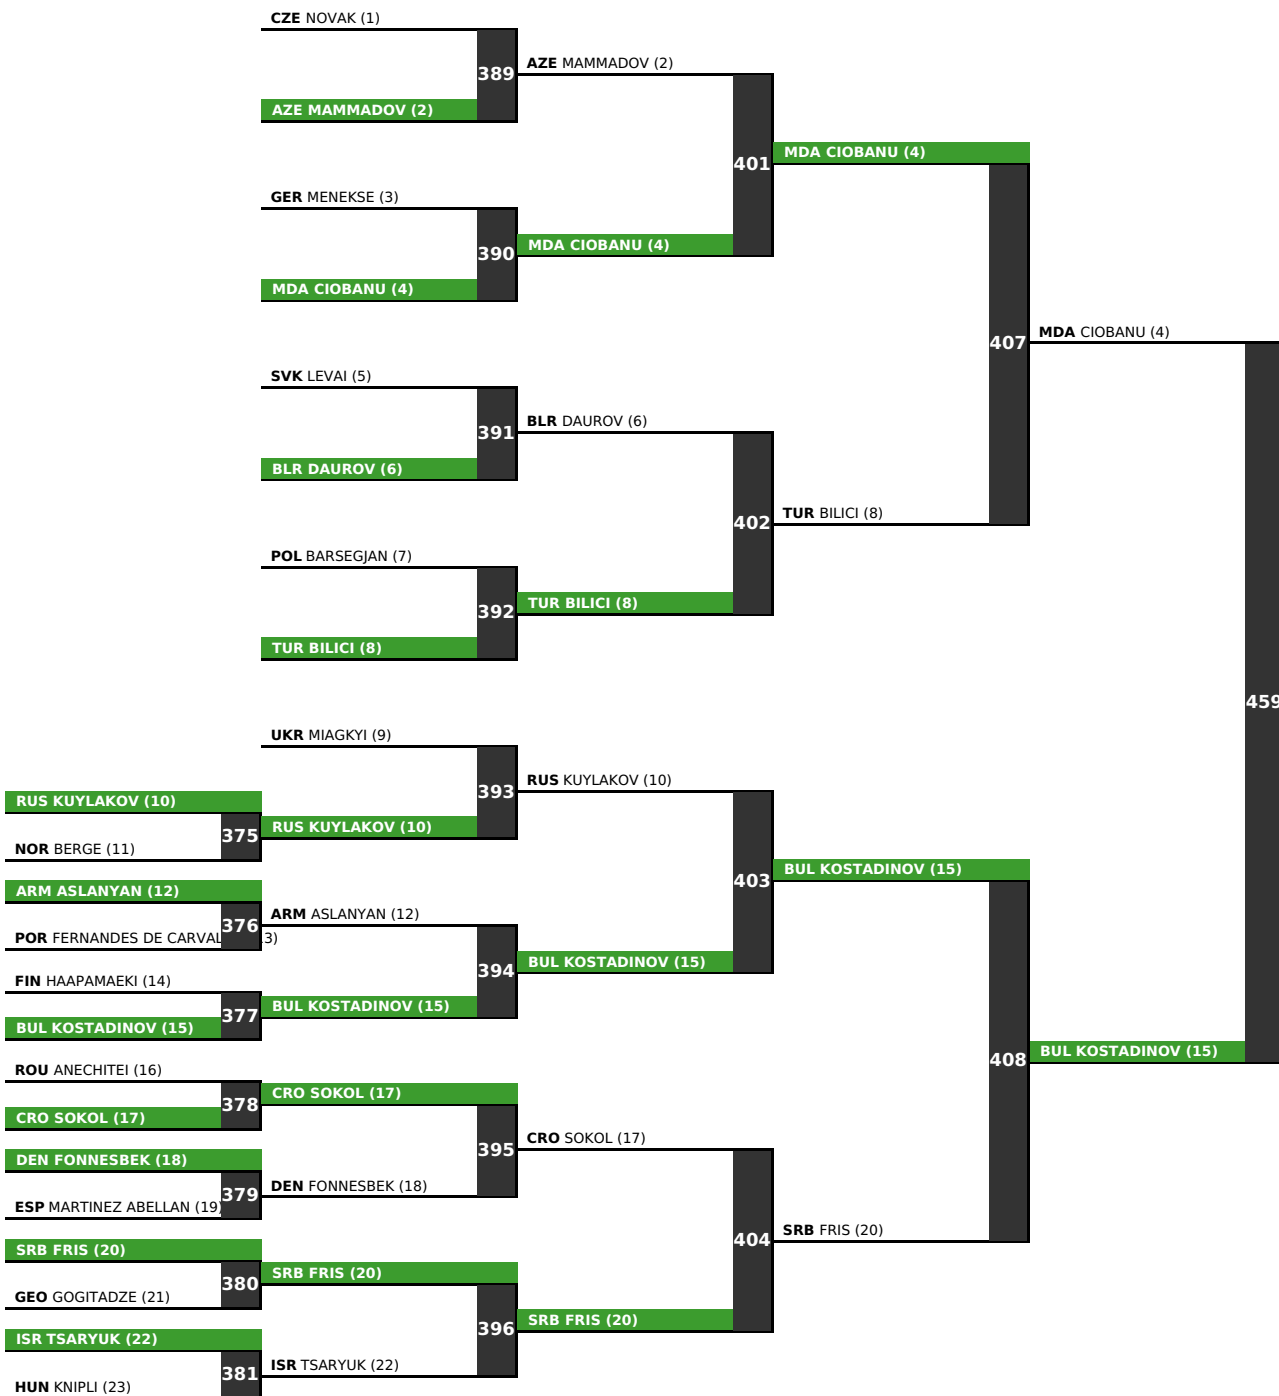 CZE NOVAK (1)
389
AZE MAMMADOV (2)
AZE MAMMADOV (2)
401
MDA CIOBANU (4)
GER MENEKSE (3)
390
MDA CIOBANU (4)
MDA CIOBANU (4)
407
MDA CIOBANU (4)
SVK LEVAI (5)
391
BLR DAUROV (6)
BLR DAUROV (6)
402
TUR BILICI (8)
POL BARSEGJAN (7)
392
TUR BILICI (8)
TUR BILICI (8)
459
UKR MIAGKYI (9)
393
RUS KUYLAKOV (10)
RUS KUYLAKOV (10)
375
RUS KUYLAKOV (10)
NOR BERGE (11)
403
BUL KOSTADINOV (15)
ARM ASLANYAN (12)
376
ARM ASLANYAN (12)
POR FERNANDES DE CARVAL 3)
394
BUL KOSTADINOV (15)
FIN HAAPAMAEKI (14)
377
BUL KOSTADINOV (15)
BUL KOSTADINOV (15)
408
BUL KOSTADINOV (15)
ROU ANECHITEI (16)
378
CRO SOKOL (17)
CRO SOKOL (17)
395
CRO SOKOL (17)
DEN FONNESBEK (18)
379
DEN FONNESBEK (18)
ESP MARTINEZ ABELLAN (19)
404
SRB FRIS (20)
SRB FRIS (20)
380
SRB FRIS (20)
GEO GOGITADZE (21)
396
SRB FRIS (20)
ISR TSARYUK (22)
381
ISR TSARYUK (22)
HUN KNIPLI (23)